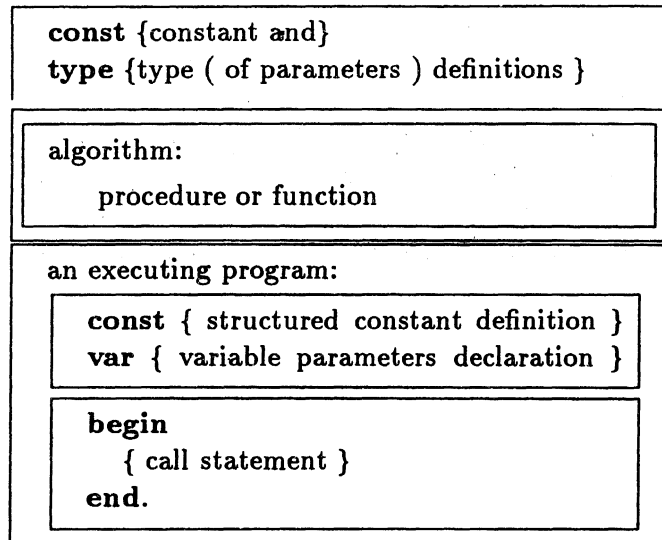 const {constant and}
type {type ( of parameters ) definitions }
algorithm:
procedure or function
an executing program:
const { structured constant definition }
var { variable parameters declaration }
begin
{ call statement }
end.